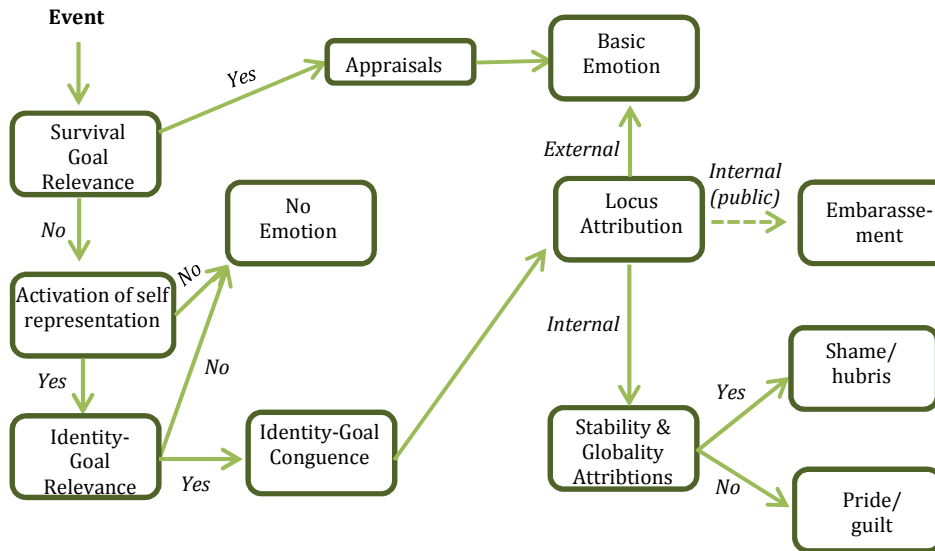 Event
Yes
Appraisals
Basic
Emotion
Survival
Goal
Relevance
External
Internal
(public)
No
Emotion
Locus
Attribution
Embarasse-
ment
No
No
Activation of self
representation
Internal
Yes
No
Shame/
hubris
Yes
Identity-
Goal
Relevance
Yes
Identity-Goal
Conguence
Stability &
Globality
Attribtions
No
Pride/
guilt